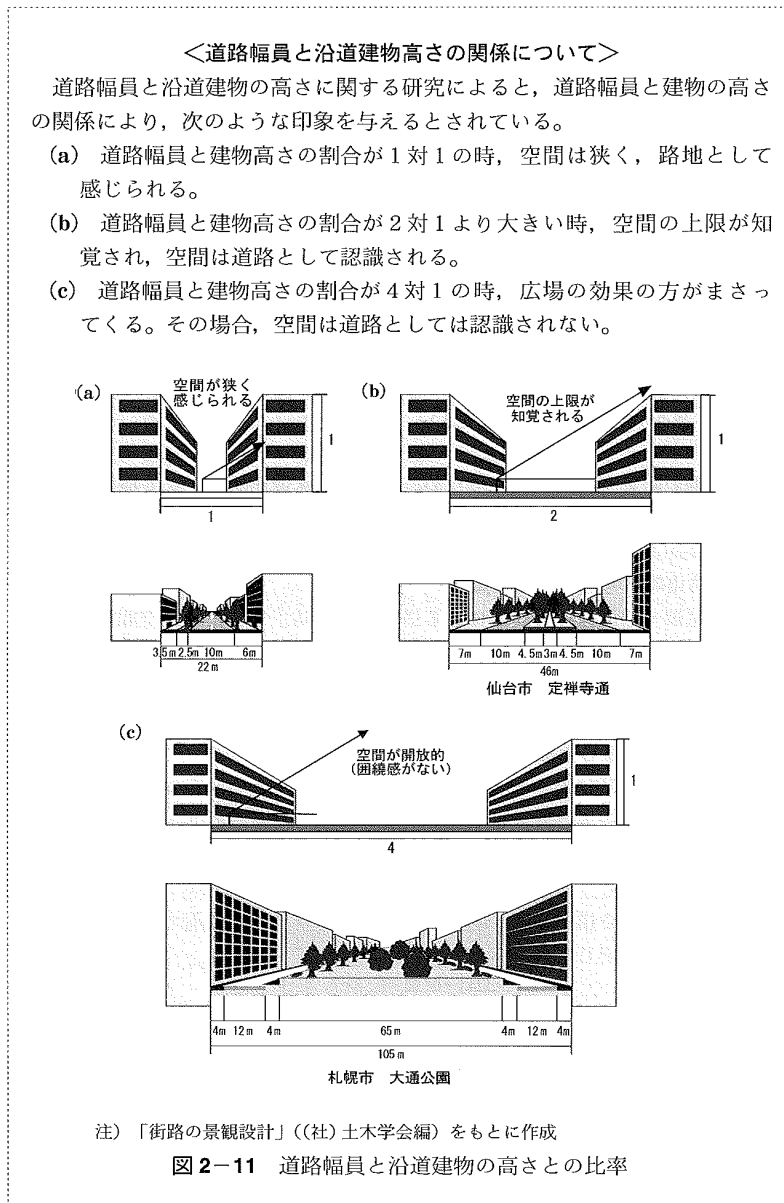 <道路幅員と沿道建物高さの関係について>
道路幅員と沿道建物の高さに関する研究によると，道路幅員と建物の高さ
の関係により，次のような印象を与えるとされている。
(a) 道路幅員と建物高さの割合が1対1の時，空間は狭く，路地として
感じられる。
(b) 道路幅員と建物高さの割合が2対1より大きい時，空間の上限が知
覚され，空間は道路として認識される。
(c) 道路幅員と建物高さの割合が4対1の時，広場の効果の方がまさっ
てくる。その場合，空間は道路としては認識されない。
(a)
空間が狭く
感じられる
1
1
(b)
空間の上限が
知覚される
1
2
3.5m 2.5m 10m 6m
22m
7m 10m 4.5m 3m 4.5m 10m 7m
46m
仙台市 定禅寺通
(c)
空間が開放的
(囲繞感がない)
1
4
4m 12m 4m 65m 4m 12m 4m
105m
札幌市 大通公園
注) 「街路の景観設計」((社)土木学会編)をもとに作成
図2-11 道路幅員と沿道建物の高さとの比率